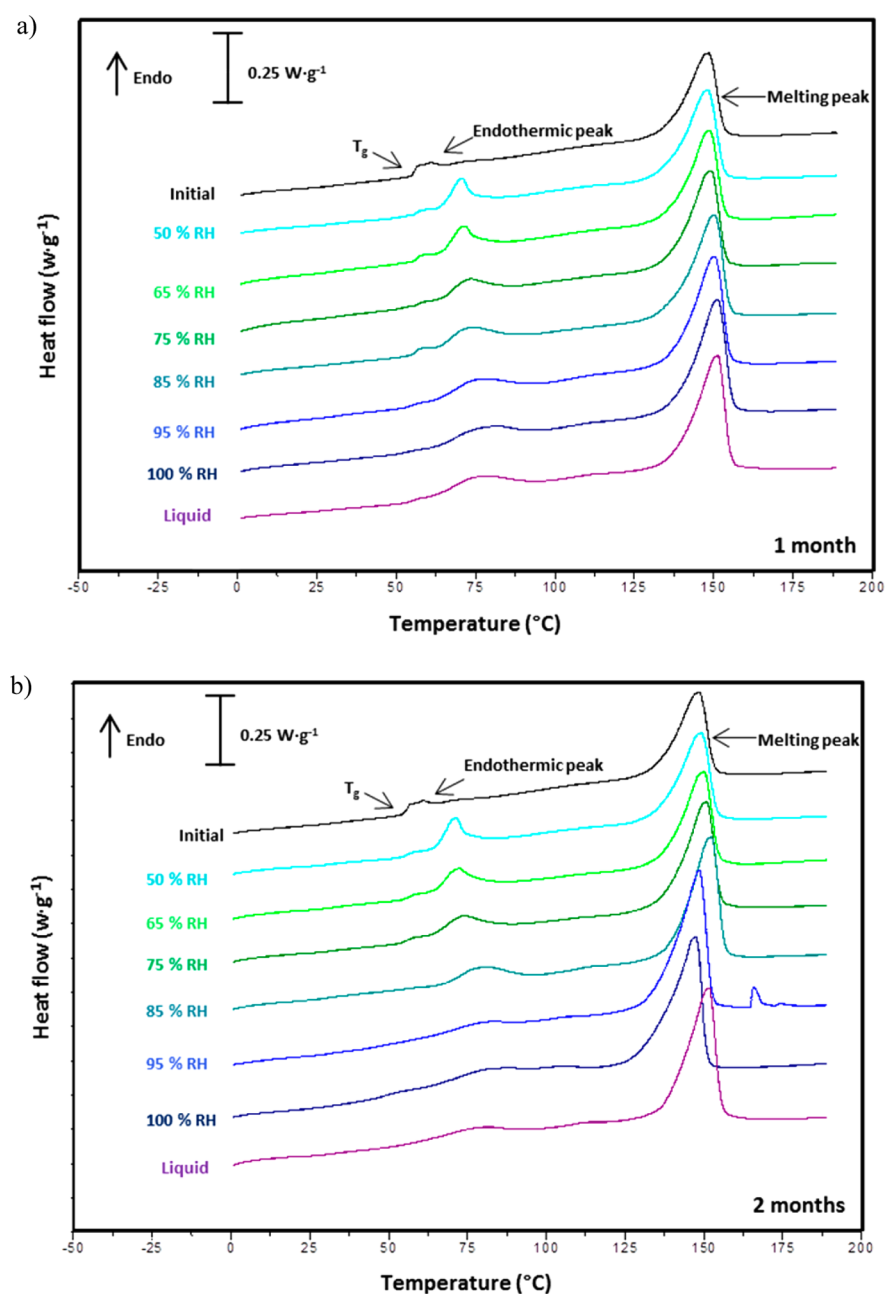 a)
0.25 W·g-1
Endo
Melting peak
Endothermic peak
Tg
Initial
50 % RH
65 % RH
75 % RH
85 % RH
95 % RH
100 % RH
Liquid
1 month
Heat flow (w·g-1)
-50 -25 0 25 50 75 100 125 150 175 200
Temperature (°C)
b)
0.25 W·g-1
Endo
Melting peak
Endothermic peak
Tg
Initial
50 % RH
65 % RH
75 % RH
85 % RH
95 % RH
100 % RH
Liquid
2 months
Heat flow (w·g-1)
-50 -25 0 25 50 75 100 125 150 175 200
Temperature (°C)